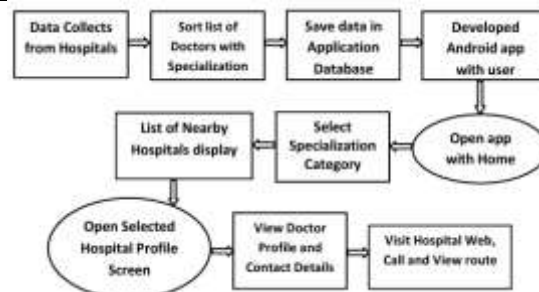 Data Collects
from Hospitals
Sort list of
Doctors with
Specialization
Save data in
Application
Database
Developed
Android app
with user
Open app
with Home
Select
Specialization
Category
List of Nearby
Hospitals display
Open Selected
Hospital Profile
Screen
View Doctor
Profile and
Contact Details
Visit Hospital Web,
Call and View route